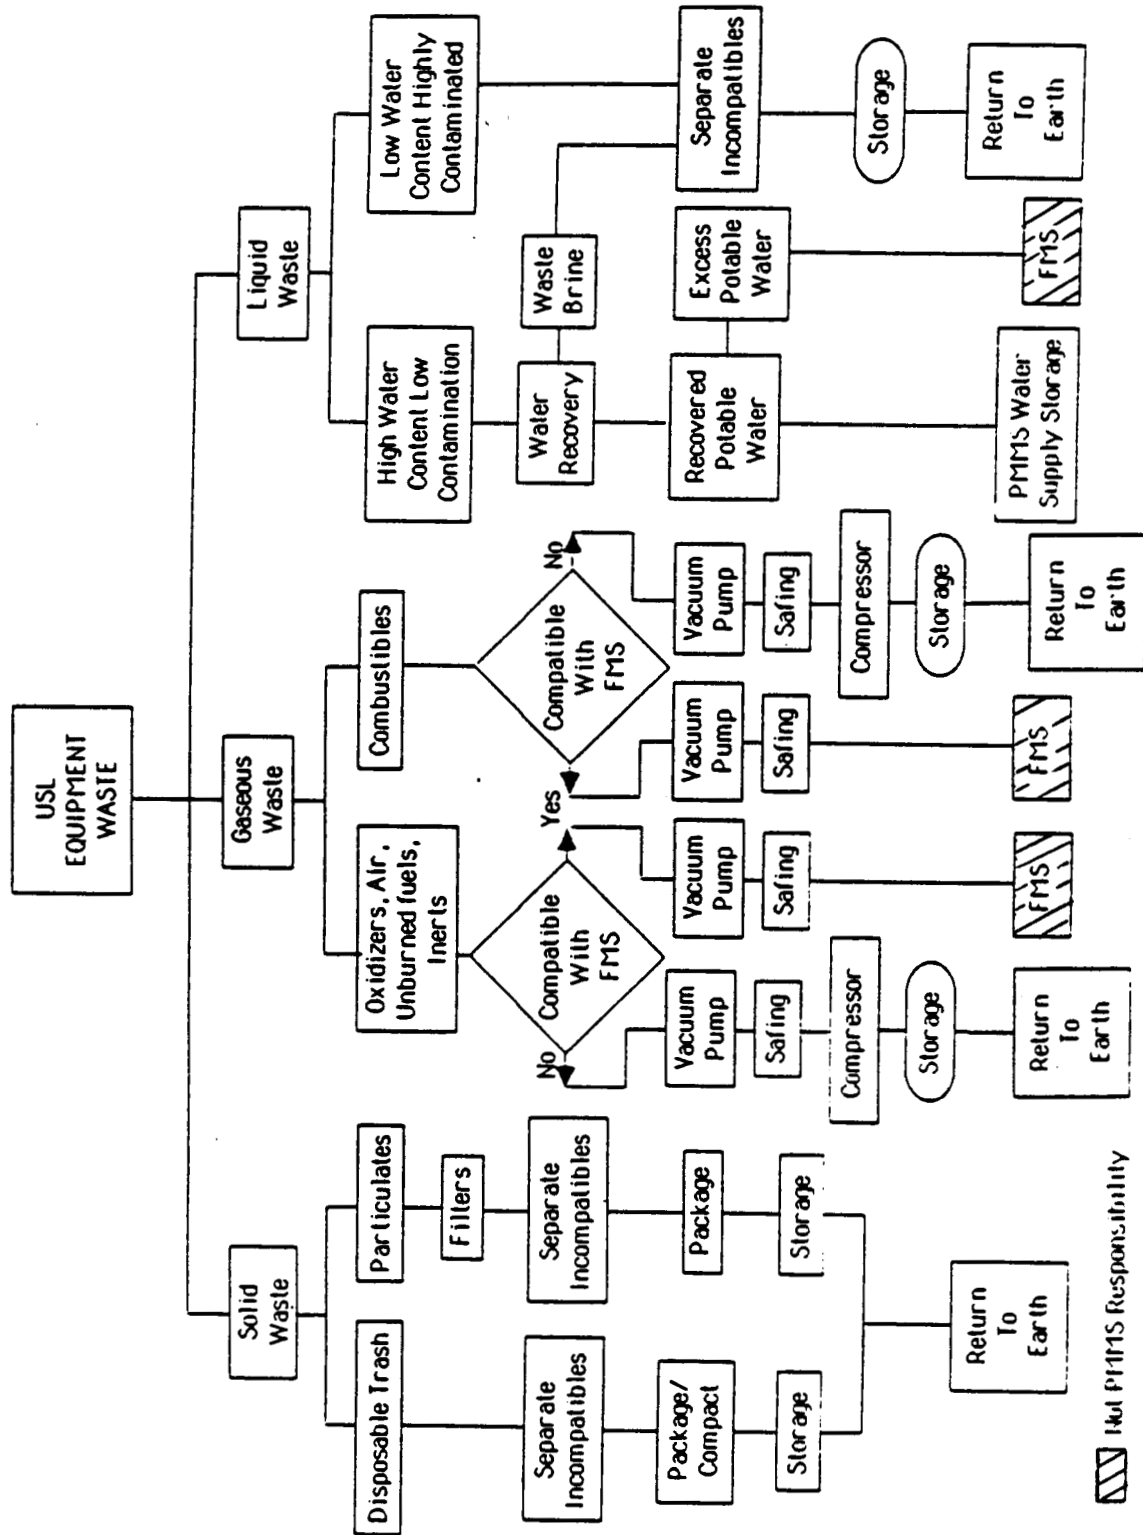 USL
EQUIPMENT
WASTE
Solid
Waste
Gaseous
Waste
Liquid
Waste
Disposable Trash
Particulates
Oxidizers, Air,
Unburned fuels,
Inerts
Combustibles
High Water
Content Low
Contamination
Low Water
Content Highly
Contaminated
Filters
Separate
Incompatibles
Separate
Incompatibles
No
Compatible
With
FMS
Yes
Compatible
With
FMS
No
Water
Recovery
Waste
Brine
Package/
Compact
Package
Vacuum
Pump
Vacuum
Pump
Vacuum
Pump
Vacuum
Pump
Recovered
Potable
Water
Excess
Potable
Water
Separate
Incompatibles
Storage
Storage
Safing
Safing
Safing
Safing
Compressor
Compressor
Storage
Storage
Storage
Return
To
Earth
Return
To
Earth
FMS
FMS
Return
To
Earth
PMMS Water
Supply Storage
FMS
Return
To
Earth
Not PMMS Responsibility